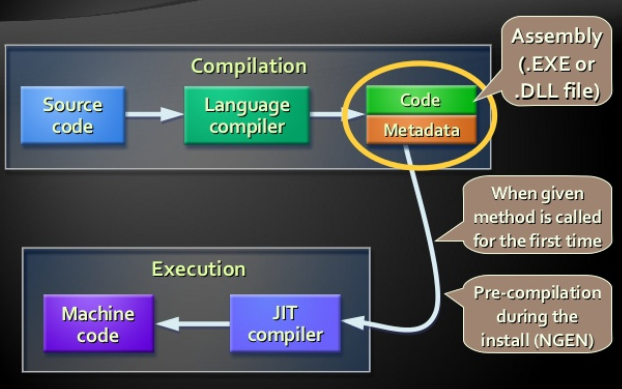 Assembly
(.EXE or
.DLL file)
Compilation
Source
code
Language
compiler
Code
Metadata
When given
method is called
for the first time
Execution
Machine
code
JIT
compiler
Pre-compilation
during the
install (NGEN)